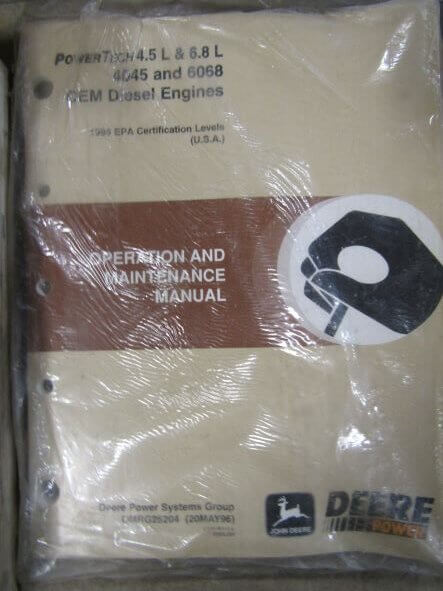 POWERTECH 4.5 L & 6.8 L
4045 and 6068
OEM Diesel Engines
1996 EPA Certification Levels
(U.S.A.)
OPERATION AND
MAINTENANCE
MANUAL
Deere Power Systems Group
OMRG25204 (20MAY96)
JOHN DEERE
DEERE
POWER